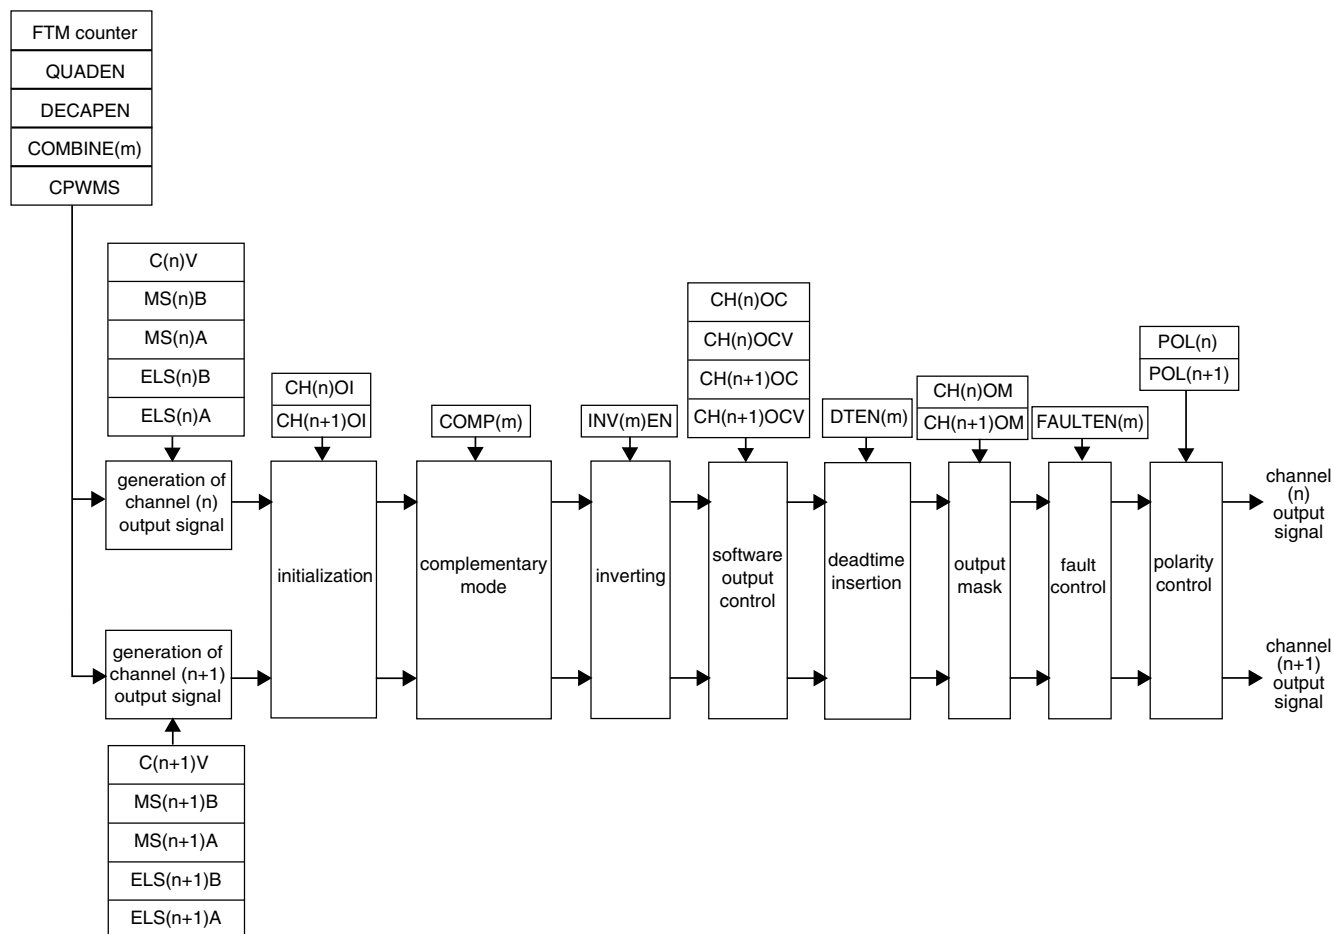 FTM counter
QUADEN
DECAPEN
COMBINE(m)
CPWMS
C(n)V
MS(n)B
MS(n)A
ELS(n)B
ELS(n)A
CH(n)OI
CH(n+1)OI
COMP(m)
INV(m)EN
CH(n)OC
CH(n)OCV
CH(n+1)OC
CH(n+1)OCV
DTEN(m)
CH(n)OM
CH(n+1)OM
FAULTEN(m)
POL(n)
POL(n+1)
generation of
channel (n)
output signal
initialization
complementary
mode
inverting
software
output
control
deadtime
insertion
output
mask
fault
control
polarity
control
channel
(n)
output
signal
generation of
channel (n+1)
output signal
channel
(n+1)
output
signal
C(n+1)V
MS(n+1)B
MS(n+1)A
ELS(n+1)B
ELS(n+1)A